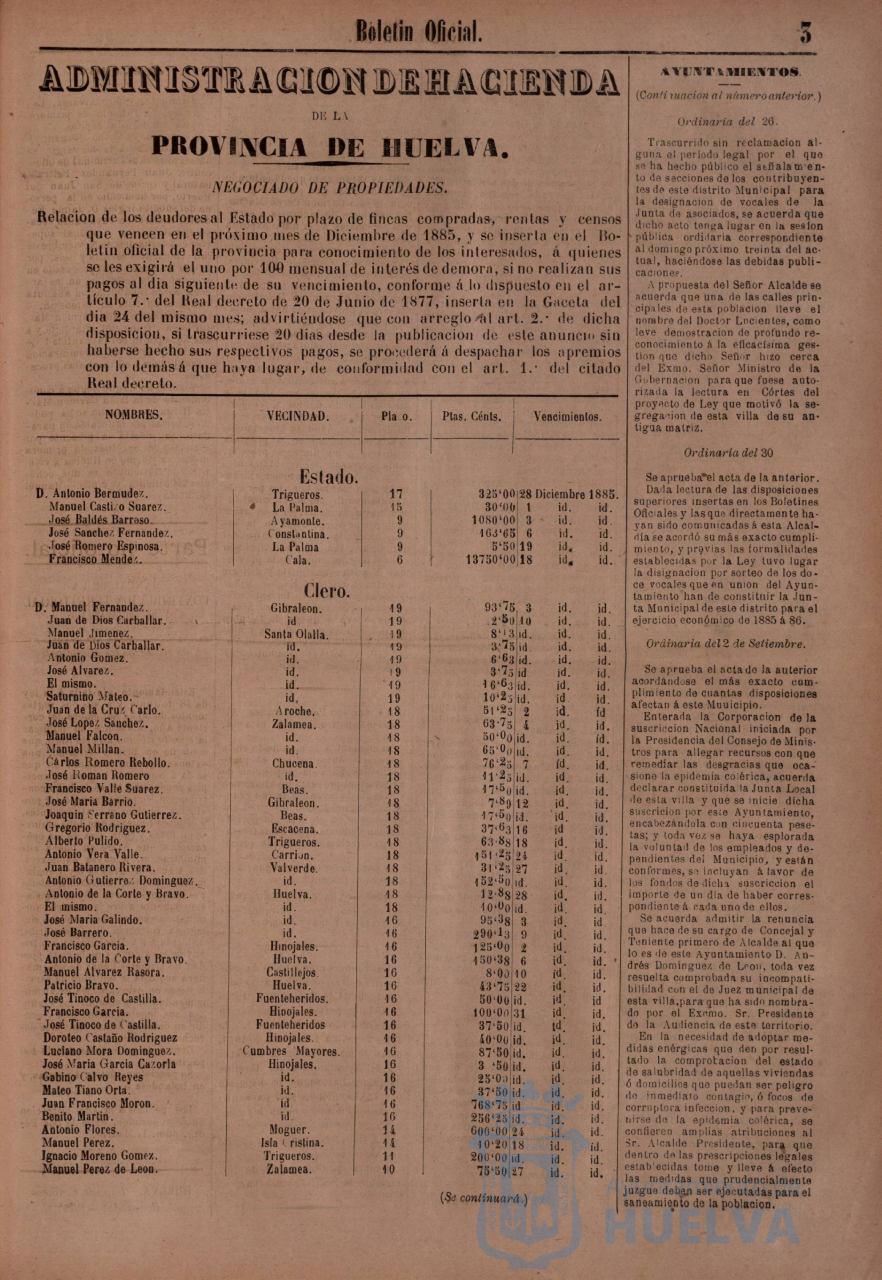 Boletin Oficial.
3
ADMINISTRACION DE HACIENDA
DE LA
PROVINCIA DE HUELVA.
NEGOCIADO DE PROPIEDADES.
Relacion de los deudores al Estado por plazo de fincas compradas, rentas y censos
que vencen en el próximo mes de Diciembre de 1885, y se inserta en el Bo-
letin oficial de la provincia para conocimiento de los interesados, á quienes
se les exigirá el uno por 100 mensual de interés de demora, si no realizan sus
pagos al dia siguiente de su vencimiento, conforme á lo dispuesto en el ar-
tículo 7.º del Real decreto de 20 de Junio de 1877, inserta en la Gaceta del
dia 24 del mismo mes; advirtiéndose que con arreglo al art. 2.º de dicha
disposicion, si trascurriese 20 dias desde la publicacion de este anuncio sin
haberse hecho sus respectivos pagos, se procederá á despachar los apremios
con lo demás á que haya lugar, de conformidad con el art. 1.º del citado
Real decreto.
NOMBRES. VECINDAD. Pla o. Ptas. Cénts. Vencimientos.
Estado.
D. Antonio Bermudez. Trigueros. 17 325'00 28 Diciembre 1885.
Manuel Castizo Suarez. La Palma. 15 30'00 1 id. id.
José Baldés Barroso. Ayamonte. 9 1080'00 3 id. id.
José Sanchez Fernandez. Constantina. 9 163'65 6 id. id.
José Romero Espinosa. La Palma 9 5'50 19 id. id.
Francisco Mendez. Cala. 6 13750'00 18 id. id.
Clero.
D. Manuel Fernandez. Gibraleon. 19 93'75 3 id. id.
Juan de Dios Carballar. id 19 2'50 10 id. id.
Manuel Jimenez. Santa Olalla. 19 8'13 id. id. id.
Juan de Dios Carballar. id. 19 3'75 id. id. id.
Antonio Gomez. id. 19 6'63 id. id. id.
José Alvarez. id. 19 3'75 id id. id.
El mismo. id. 19 16'63 id. id. id.
Saturnino Mateo. id. 19 10'25 id. id. id.
Juan de la Cruz Carlo. Aroche. 18 51'25 2 id. id
José Lopez Sanchez. Zalamea. 18 63'75 4 id. id.
Manuel Falcon. id. 18 50'00 id. id. id.
Manuel Millan. id. 18 65'00 id. id. id.
Cárlos Romero Rebollo. Chucena. 18 76'25 7 id. id.
José Roman Romero id. 18 11'25 id. id. id.
Francisco Valle Suarez. Beas. 18 17'50 id. id. id.
José Maria Barrio. Gibraleon. 18 7'89 12 id. id.
Joaquin Serrano Gutierrez. Beas. 18 17'50 id. id. id.
Gregorio Rodriguez. Escacena. 18 37'63 16 id id.
Alberto Pulido. Trigueros. 18 63'88 18 id. id.
Antonio Vera Valle. Carrion. 18 151'25 24 id. id.
Juan Batanero Rivera. Valverde. 18 31'25 27 id. id.
Antonio Gutierrez Dominguez. id. 18 152'50 id. id. id.
Antonio de la Corte y Bravo. Huelva. 18 12'88 28 id. id.
El mismo. id. 18 10'00 id. id. id.
José Maria Galindo. id. 16 95'38 3 id. id.
José Barrero. id. 16 290'13 9 id. id.
Francisco Garcia. Hinojales. 16 125'00 2 id. id.
Antonio de la Corte y Bravo. Huelva. 16 150'38 6 id. id.
Manuel Alvarez Rasora. Castillejos 16 8'00 10 id. id.
Patricio Bravo. Huelva. 16 43'75 22 id. id.
José Tinoco de Castilla. Fuenteheridos. 16 50'00 id. id. id
Francisco Garcia. Hinojales. 16 100'00 31 id. id.
José Tinoco de Castilla. Fuenteheridos 16 37'50 id. id. id.
Doroteo Castaño Rodriguez Hinojales. 16 40'00 id. id. id.
Luciano Mora Dominguez. Cumbres Mayores. 16 87'50 id. id. id.
José Maria Garcia Cazorla Hinojales. 16 3 '50 id. id. id.
Gabino Calvo Reyes id. 16 25'00 id. id. id.
Mateo Tiano Orta. id. 16 37'50 id. id. id.
Juan Francisco Moron. id. 16 768'75 id. id. id.
Benito Martin. id. 16 256'25 id. id. id.
Antonio Flores. Moguer. 14 600'00 24 id. id.
Manuel Perez. Isla Cristina. 14 10'20 18 id. id.
Ignacio Moreno Gomez. Trigueros. 11 200'00 id. id. id.
Manuel Perez de Leon. Zalamea. 10 75'50 27 id. id.
(Se continuará.)
AYUNTAMIENTOS.
(Continuacion al número anterior.)
Ordinaria del 26.
Trascurrido sin reclamacion al-
guna el período legal por el que
se ha hecho público el señalamien-
to de secciones de los contribuyen-
tes de este distrito Municipal para
la designacion de vocales de la
Junta de asociados, se acuerda que
dicho acto tenga lugar en la sesion
pública ordidaria correspondiente
al domingo próximo treinta del ac-
tual, haciéndose las debidas publi-
caciones.
A propuesta del Señor Alcalde se
acuerda que una de las calles prin-
cipales de esta poblacion lleve el
nombre del Doctor Lucientes, como
leve demostracion de profundo re-
conocimiento á la eficacísima ges-
tion que dicho Señor hizo cerca
del Exmo. Señor Ministro de la
Gobernacion para que fuese auto-
rizada la lectura en Córtes del
proyecto de Ley que motivó la se-
gregacion de esta villa de su an-
tigua matriz.
Ordinaria del 30
Se aprueba el acta de la anterior.
Dada lectura de las disposiciones
superiores insertas en los Boletines
Oficiales y las que directamente ha-
yan sido comunicadas á esta Alcal-
día se acordó su más exacto cumpli-
miento, y prévias las formalidades
establecidas por la Ley tuvo lugar
la disignacion por sorteo de los do-
ce vocales que en union del Ayun-
tamiento han de constituir la Jun-
ta Municipal de este distrito para el
ejercicio económico de 1885 á 86.
Ordinaria del 2 de Setiembre.
Se aprueba el acta de la anterior
acordándose el más exacto cum-
plimiento de cuantas disposiciones
afectan á este Municipio.
Enterada la Corporacion de la
suscricion Nacional iniciada por
la Presidencia del Consejo de Minis-
tros para allegar recursos con que
remediar las desgracias que oca-
sione la epidemia colérica, acuerda
declarar constituida la Junta Local
de esta villa y que se inicie dicha
suscricion por este Ayuntamiento,
encabezándola con cincuenta pese-
tas; y toda vez se haya esplorada
la voluntad de los empleados y de-
pendientes del Municipio, y están
conformes, se incluyan á favor de
los fondos de dicha suscriccion el
importe de un dia de haber corres-
pondiente á cada uno de ellos.
Se acuerda admitir la renuncia
que hace de su cargo de Concejal y
Teniente primero de Alcalde al que
lo es de este Ayuntamiento D. An-
drés Dominguez de Leon, toda vez
resuelta comprobada su incompati-
bilidad con el de Juez municipal de
esta villa, para que ha sido nombra-
do por el Exemo. Sr. Presidente
de la Audiencia de este territorio.
En la necesidad de adoptar me-
didas enérgicas que den por resul-
tado la comprobacion del estado
de salubridad de aquellas viviendas
ó domicilios que puedan ser peligro
de inmediato contagio, ó focos de
corruptora infeccion, y para preve-
nirse de la epidemia colérica, se
confieren amplias atribuciones al
Sr. Alcalde Presidente, para que
dentro de las prescripciones legales
establecidas tome y lleve á efecto
las medidas que prudencialmente
juzgue deban ser ejecutadas para el
saneamiento de la poblacion.
HUELVA